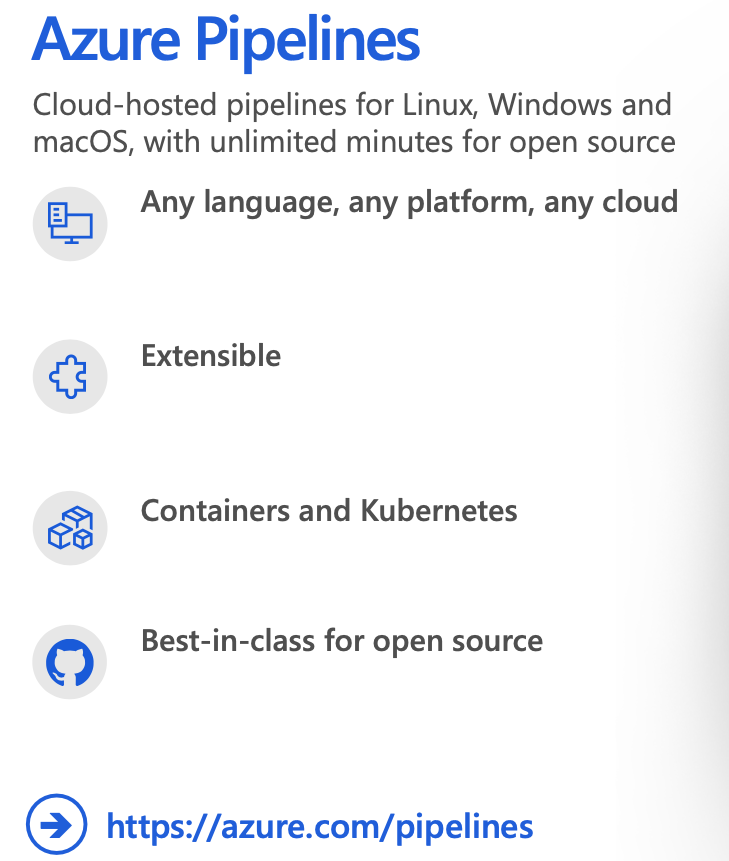 Azure Pipelines
Cloud-hosted pipelines for Linux, Windows and
macOS, with unlimited minutes for open source
Any language, any platform, any cloud
Extensible
Containers and Kubernetes
Best-in-class for open source
https://azure.com/pipelines